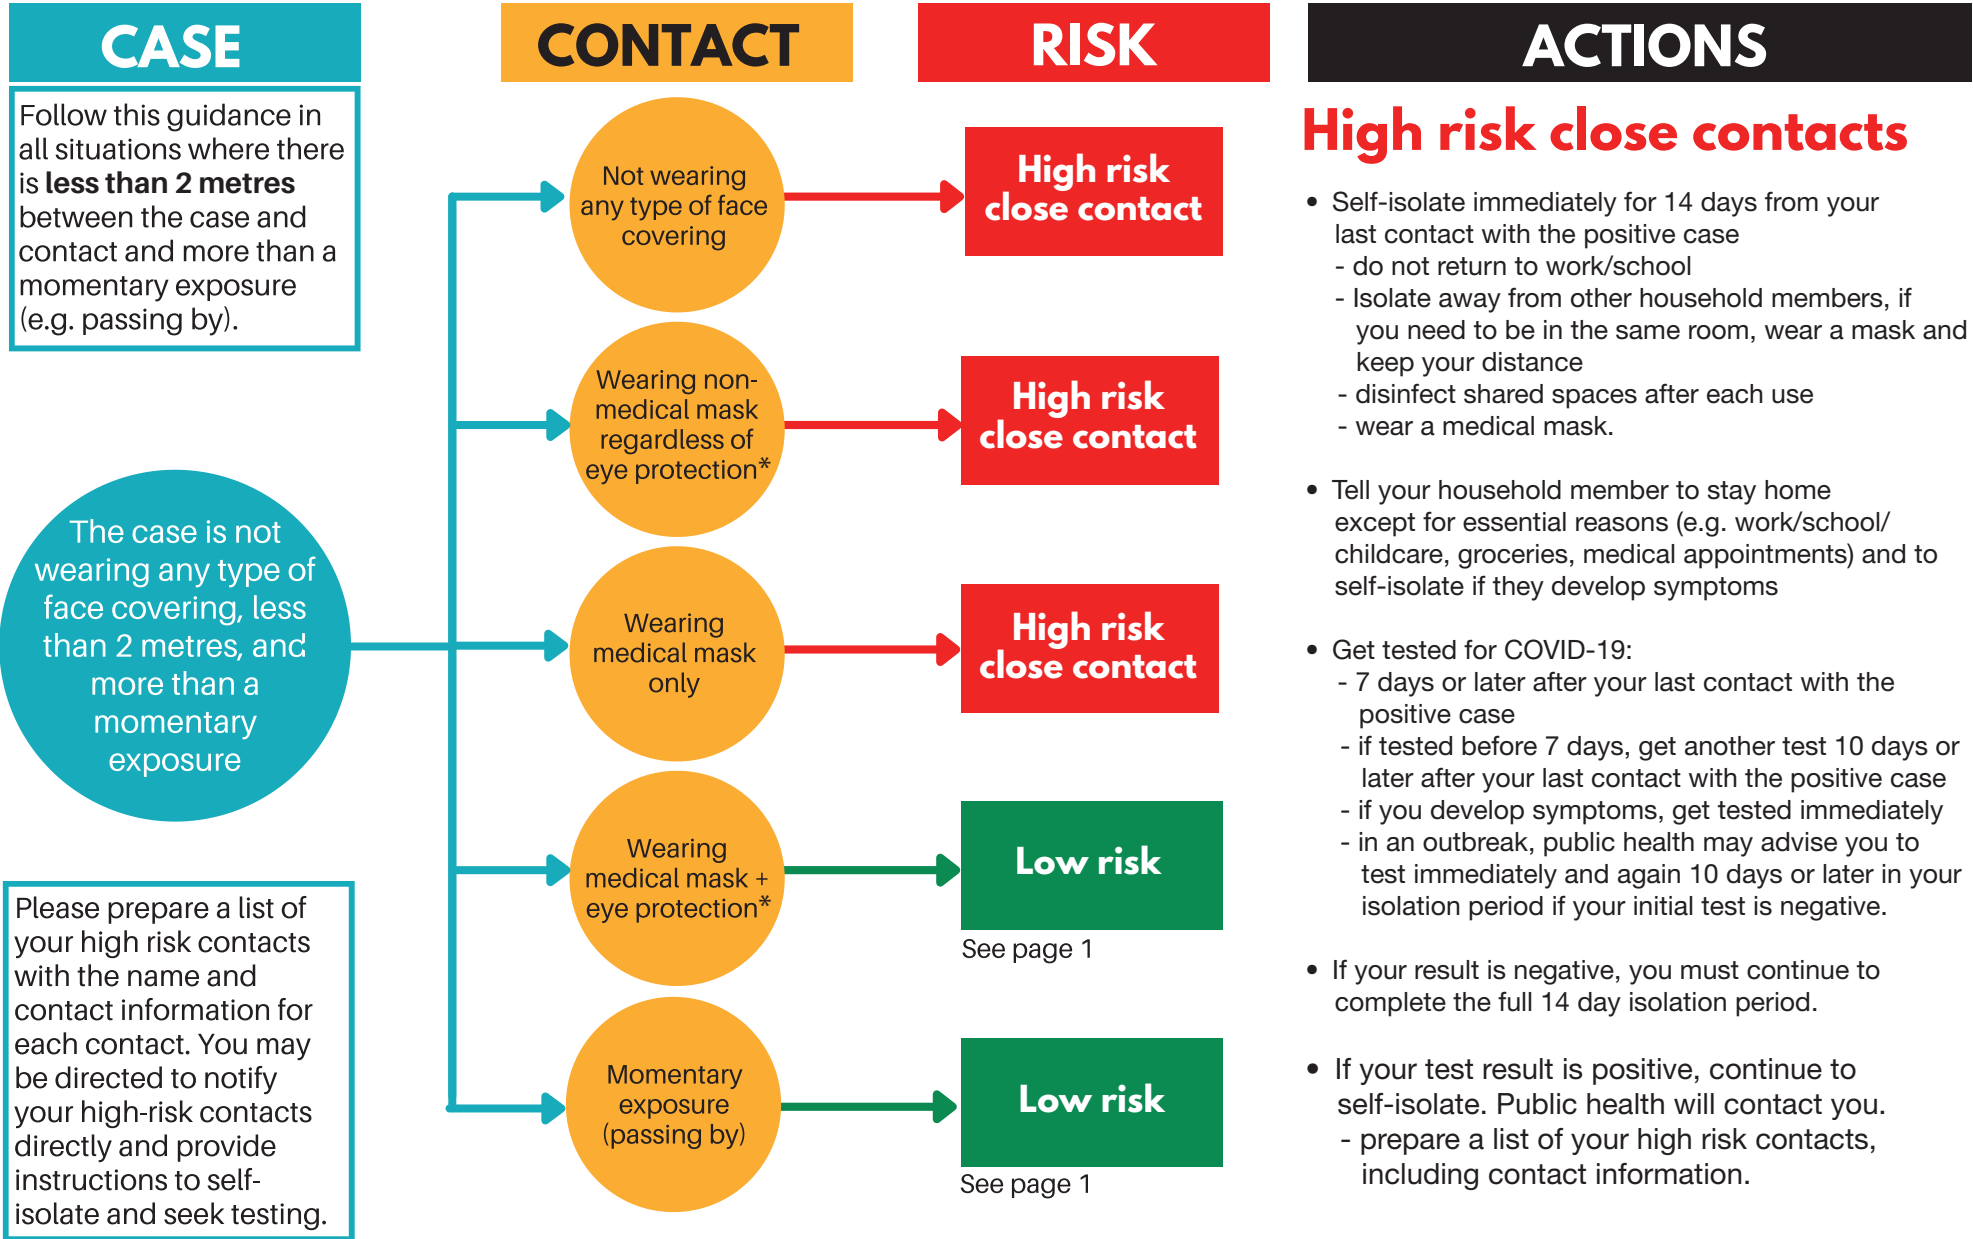 CASE
Follow this guidance in
all situations where there
is less than 2 metres
between the case and
contact and more than a
momentary exposure
(e.g. passing by).
The case is not
wearing any type of
face covering, less
than 2 metres, and
more than a
momentary
exposure
Please prepare a list of
your high risk contacts
with the name and
contact information for
each contact. You may
be directed to notify
your high-risk contacts
directly and provide
instructions to self-
isolate and seek testing.
CONTACT
Not wearing
any type of face
covering
Wearing non-
medical mask
regardless of
eye protection*
Wearing
medical mask
only
Wearing
medical mask +
eye protection*
Momentary
exposure
(passing by)
RISK
High risk
close contact
High risk
close contact
High risk
close contact
Low risk
See page 1
Low risk
See page 1
ACTIONS
High risk close contacts
• Self-isolate immediately for 14 days from your
last contact with the positive case
- do not return to work/school
- Isolate away from other household members, if
you need to be in the same room, wear a mask and
keep your distance
- disinfect shared spaces after each use
- wear a medical mask.
• Tell your household member to stay home
except for essential reasons (e.g. work/school/
childcare, groceries, medical appointments) and to
self-isolate if they develop symptoms
• Get tested for COVID-19:
- 7 days or later after your last contact with the
positive case
- if tested before 7 days, get another test 10 days or
later after your last contact with the positive case
- if you develop symptoms, get tested immediately
- in an outbreak, public health may advise you to
test immediately and again 10 days or later in your
isolation period if your initial test is negative.
• If your result is negative, you must continue to
complete the full 14 day isolation period.
• If your test result is positive, continue to
self-isolate. Public health will contact you.
- prepare a list of your high risk contacts,
including contact information.